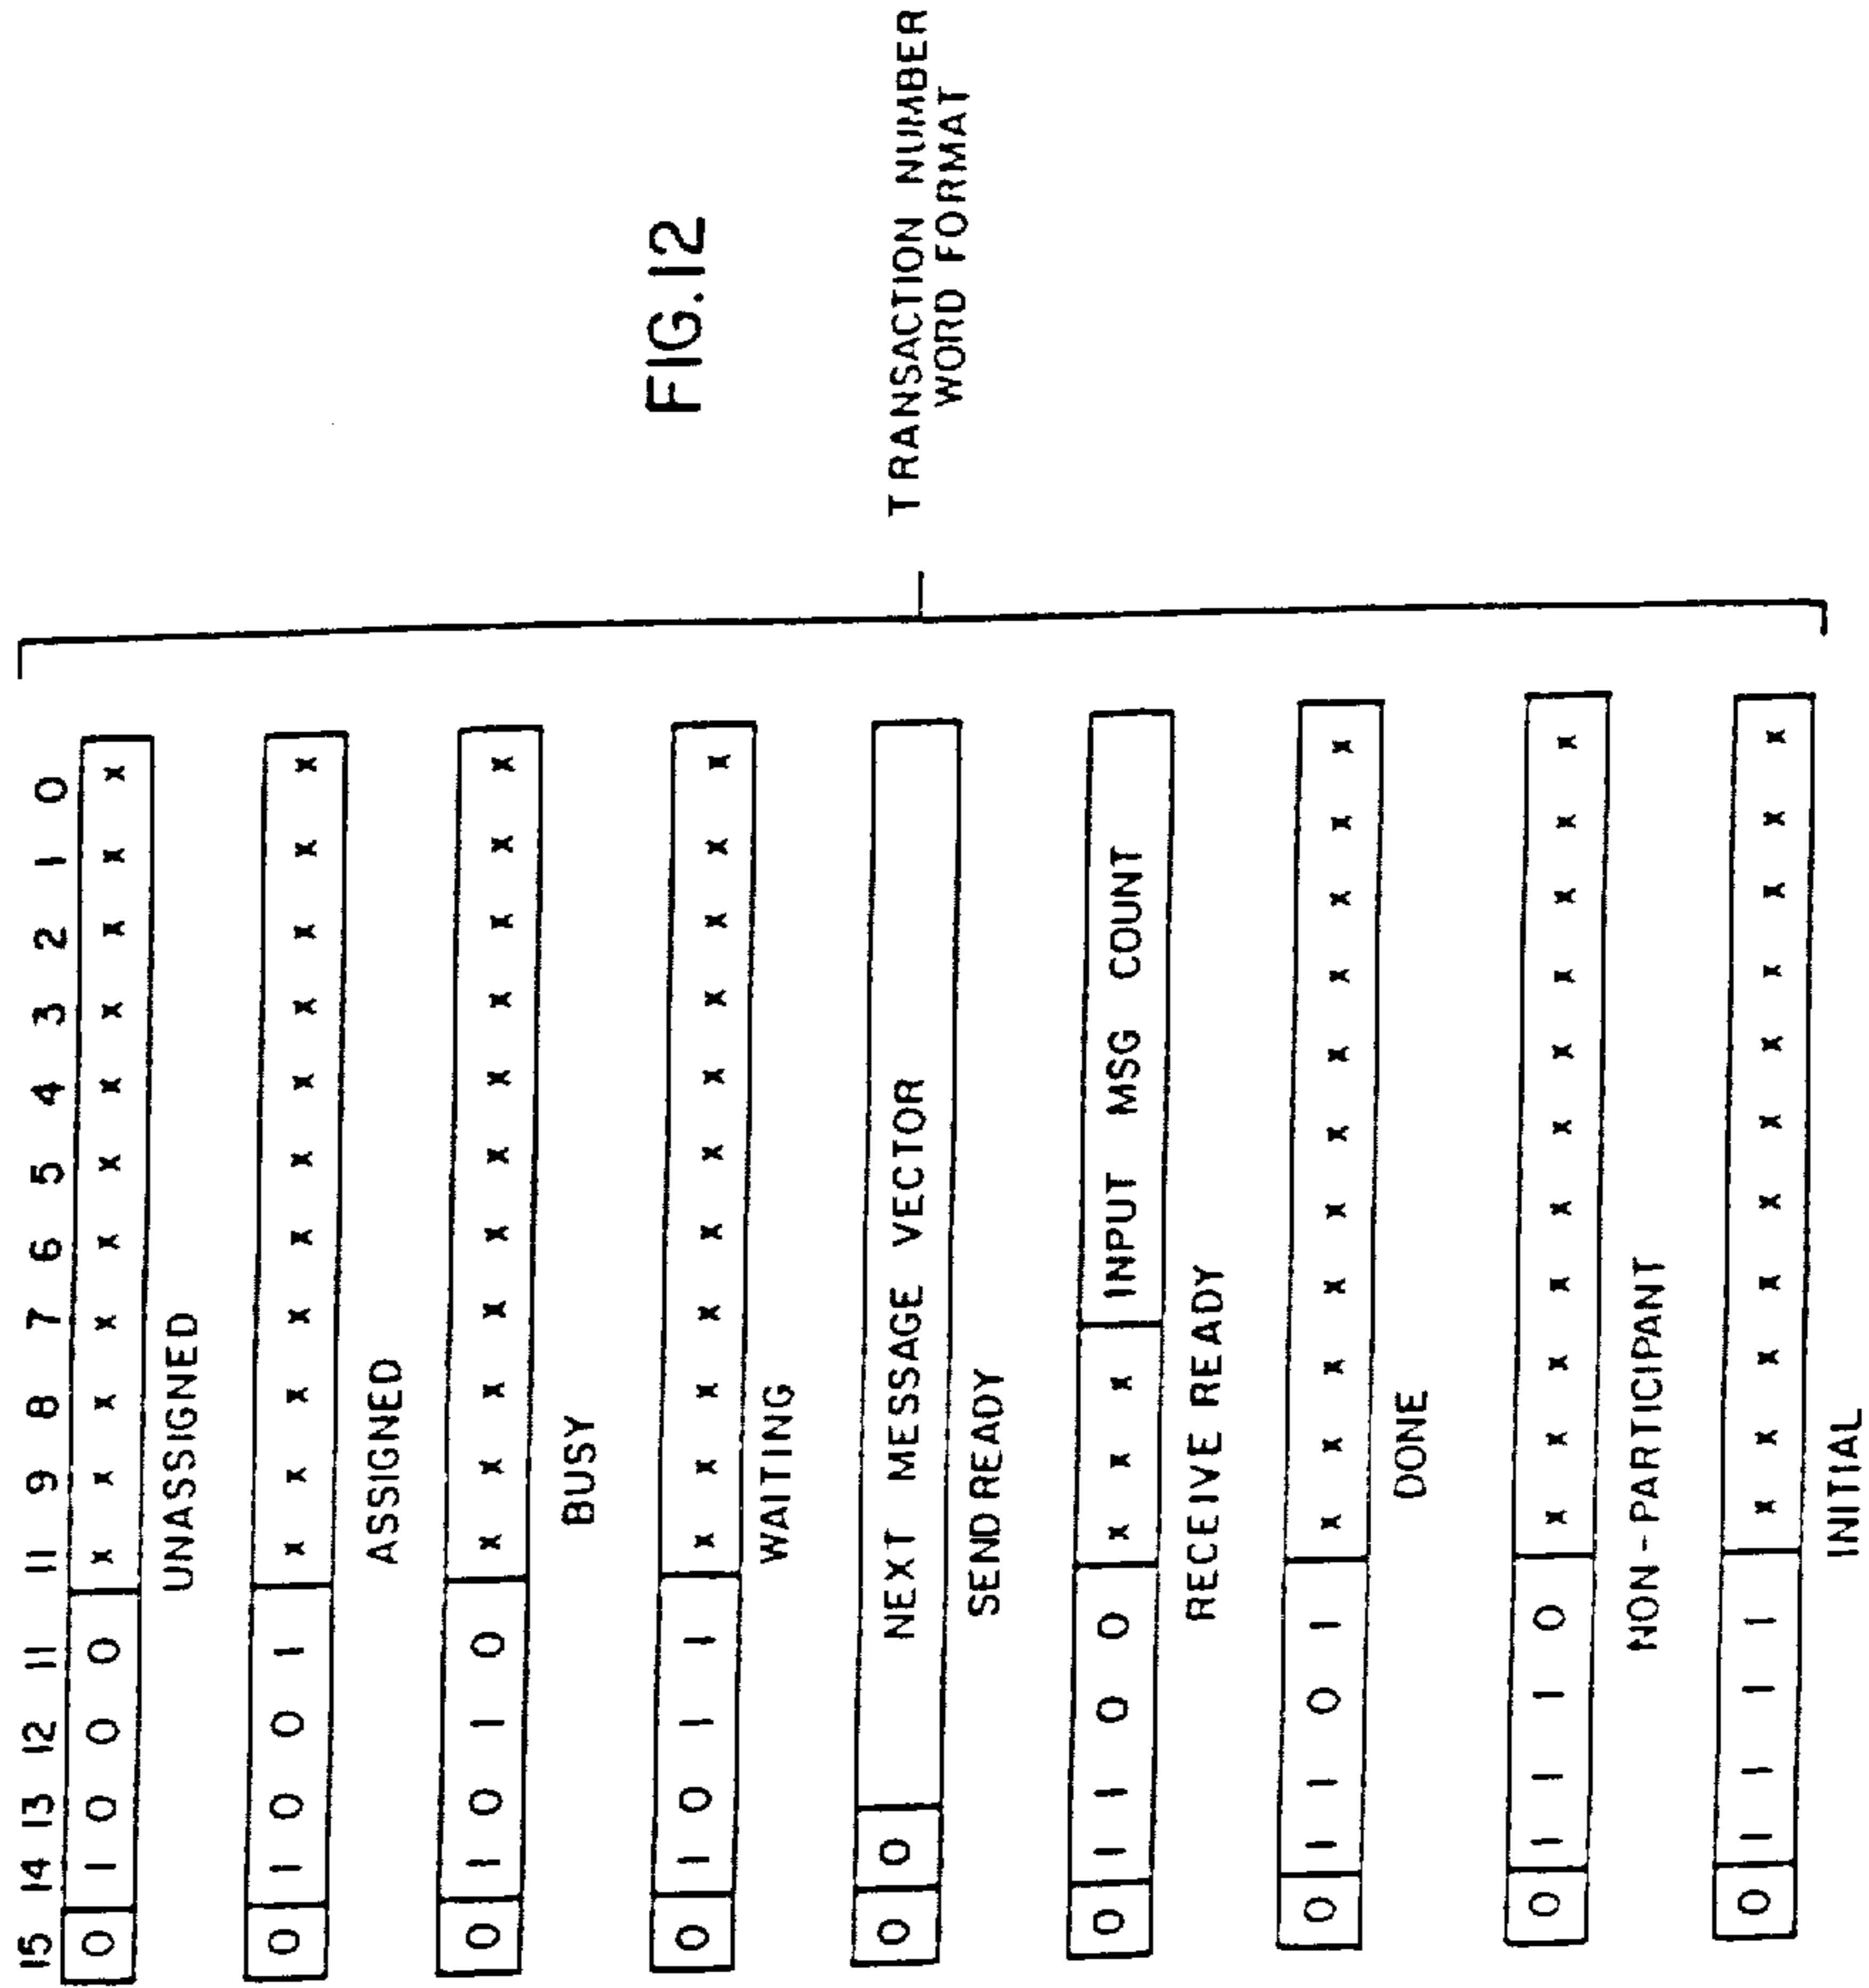 15 14 13 12 11 11 9 8 7 6 5 4 3 2 1 0
0 1 0 0 0 x x x x x x x x x x x
UNASSIGNED
0 1 0 0 1 x x x x x x x x x x x
ASSIGNED
0 1 0 1 0 x x x x x x x x x x x
BUSY
0 1 0 1 1 x x x x x x x x x x x
WAITING
0 0 NEXT MESSAGE VECTOR
SEND READY
0 1 1 0 0 x x x INPUT MSG COUNT
RECEIVE READY
0 1 1 0 1 x x x x x x x x x x x
DONE
0 1 1 1 0 x x x x x x x x x x x
NON-PARTICIPANT
0 1 1 1 1 x x x x x x x x x x x
INITIAL
FIG.12
TRANSACTION NUMBER
WORD FORMAT